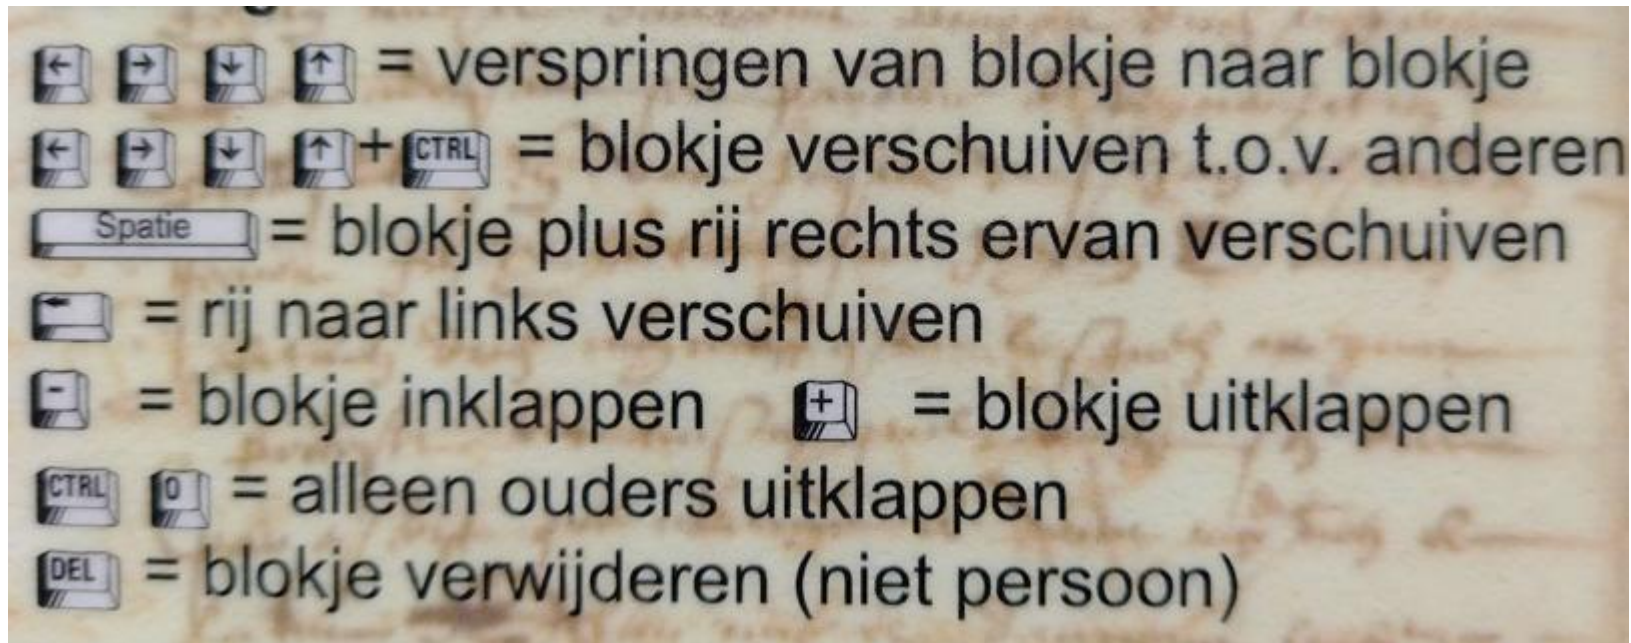 ← → ↓ ↑ = verspringen van blokje naar blokje
← → ↓ ↑ + CTRL = blokje verschuiven t.o.v. anderen
Spatie = blokje plus rij rechts ervan verschuiven
← = rij naar links verschuiven
- = blokje inklappen + = blokje uitklappen
CTRL 0 = alleen ouders uitklappen
DEL = blokje verwijderen (niet persoon)